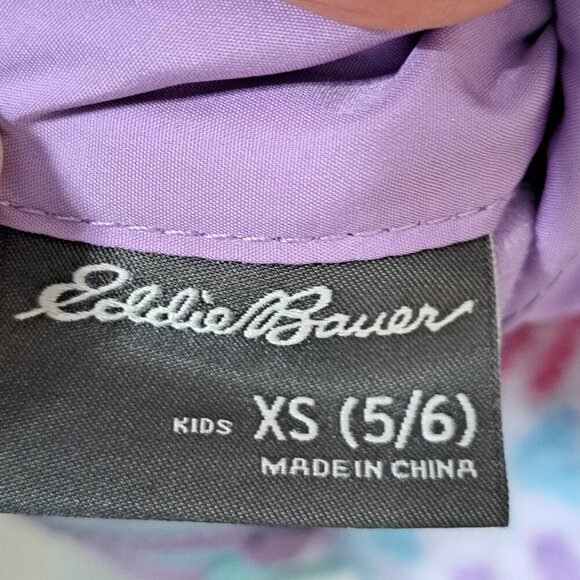 Eddie Bauer
KIDS XS (5/6)
MADE IN CHINA